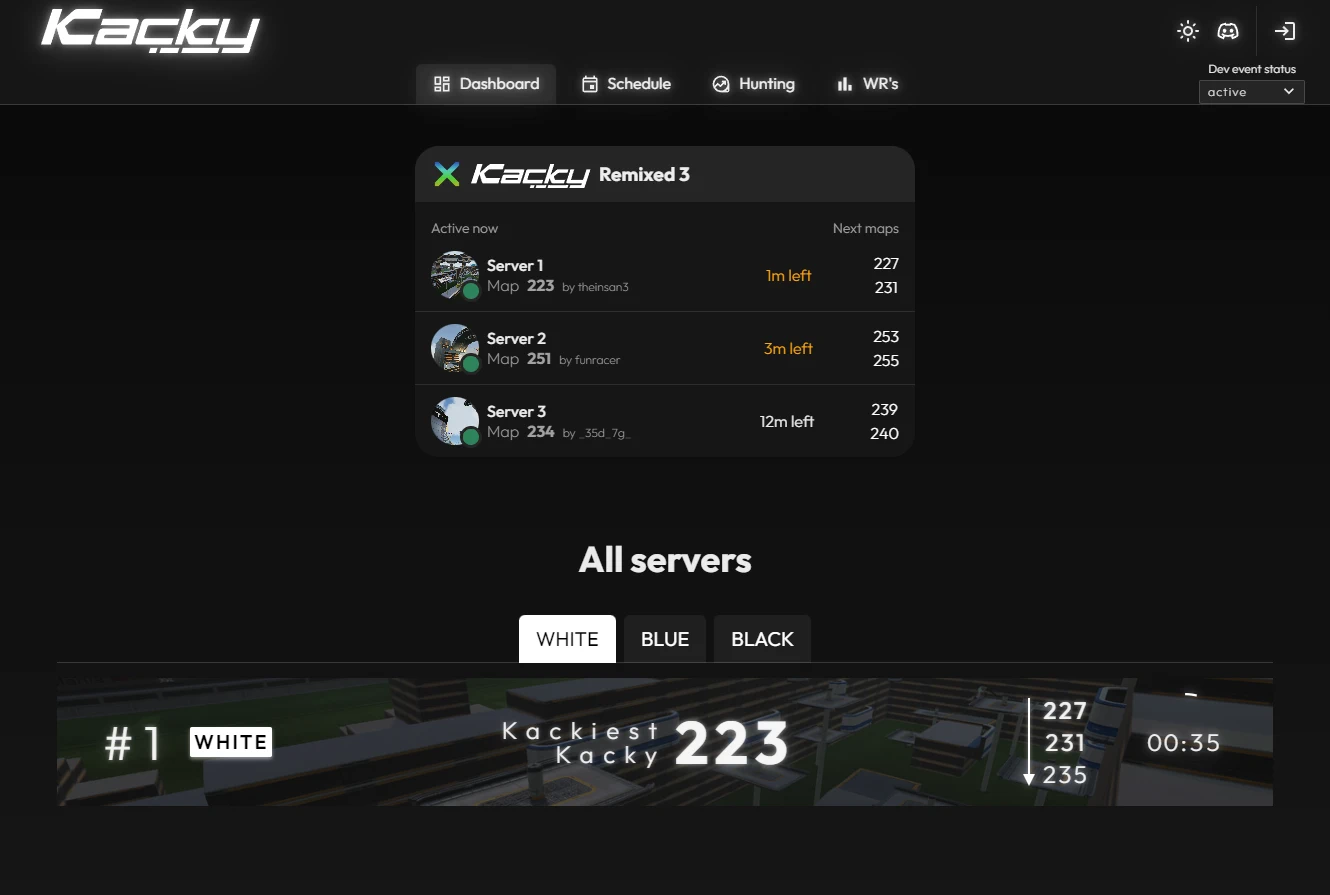 Kacky
Dashboard
Schedule
Hunting
WR's
Dev event status
active
Kacky Remixed 3
Active now
Next maps
Server 1
Map 223 by theinsan3
1m left
227
231
Server 2
Map 251 by funracer
3m left
253
255
Server 3
Map 234 by _35d_7g_
12m left
239
240
All servers
WHITE
BLUE
BLACK
#1
WHITE
Kackiest
Kacky
223
227
231
235
00:35